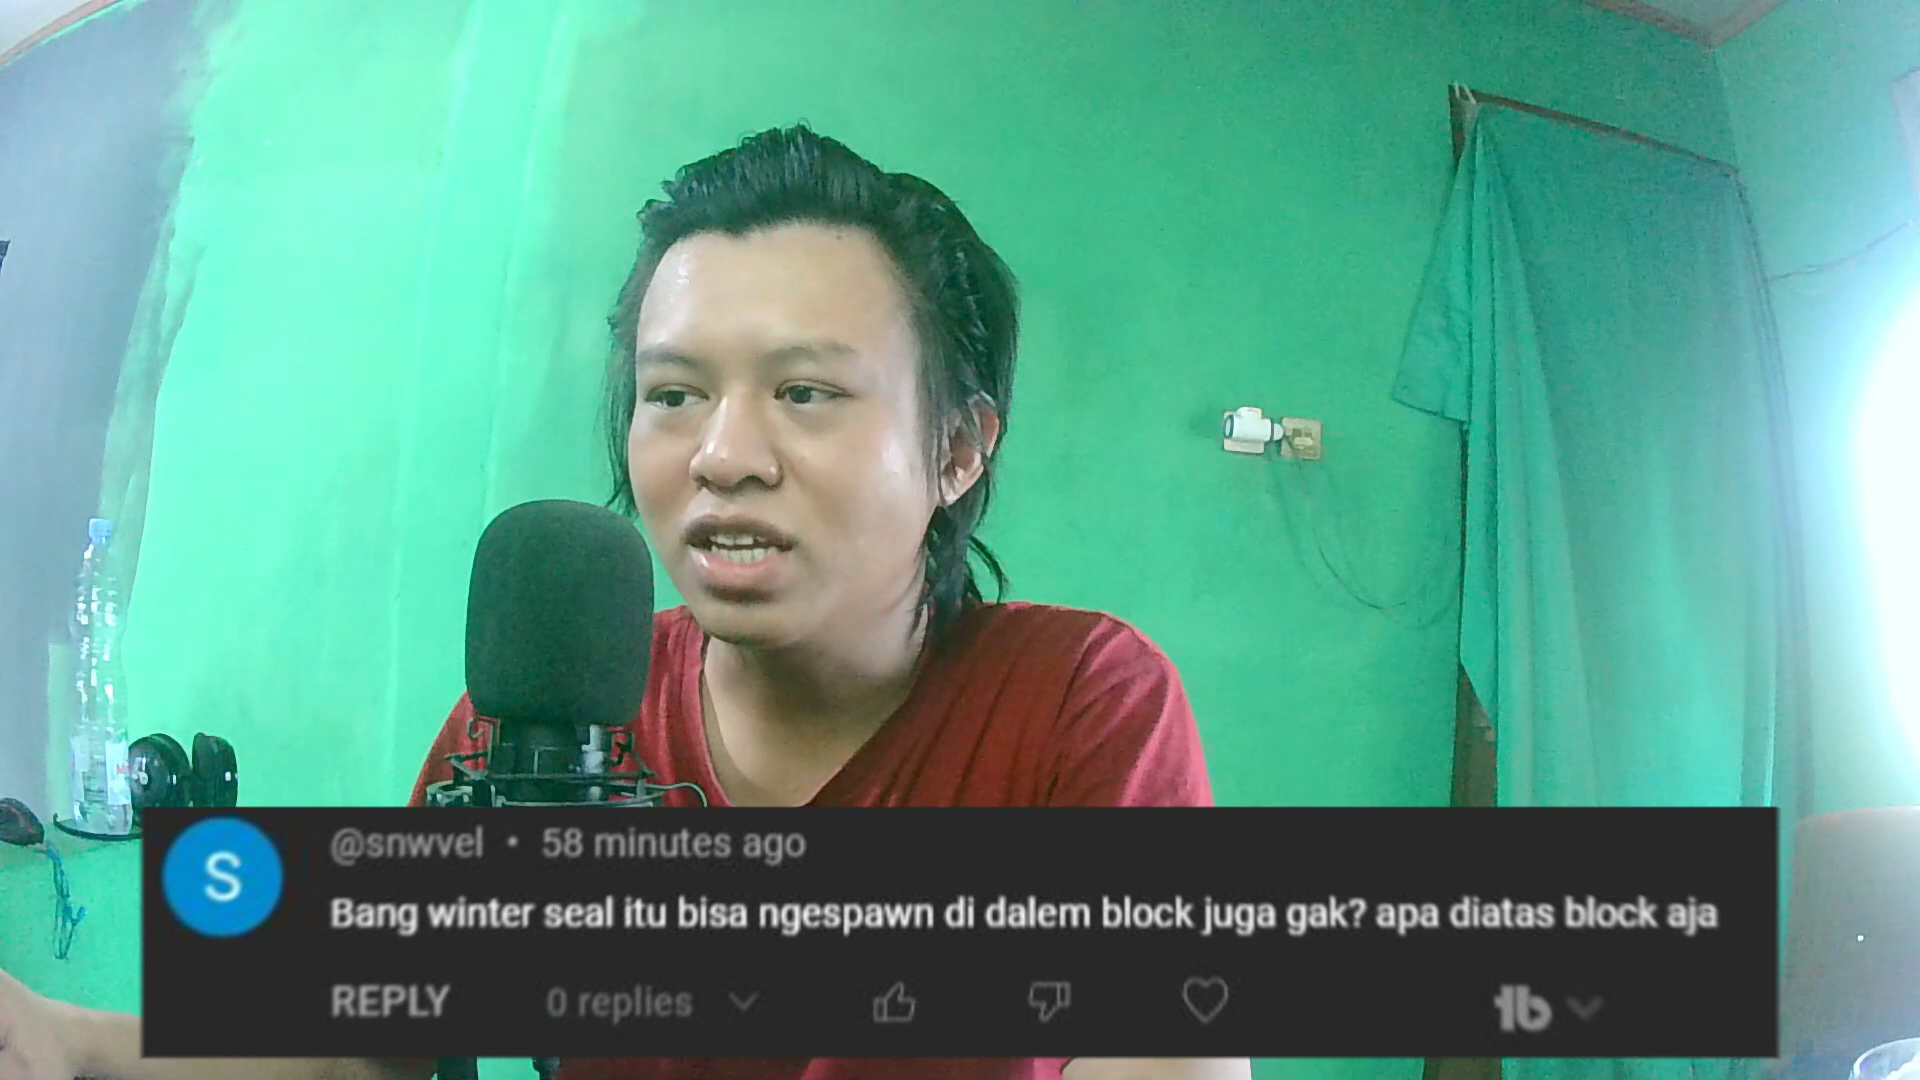 S
@snwvel • 58 minutes ago
Bang winter seal itu bisa ngespawn di dalem block juga gak? apa diatas block aja
REPLY 0 replies
tb